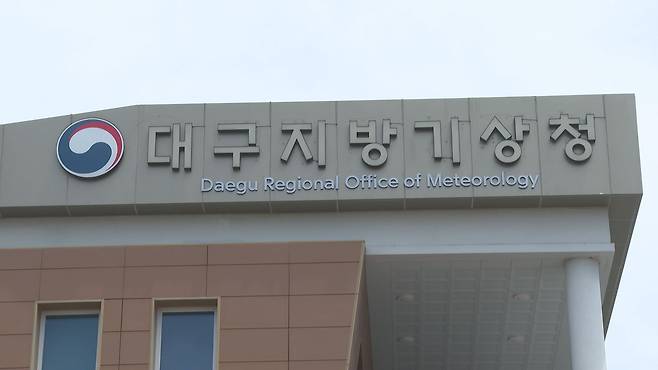 대구지방기상청
Daegu Regional Office of Meteorology